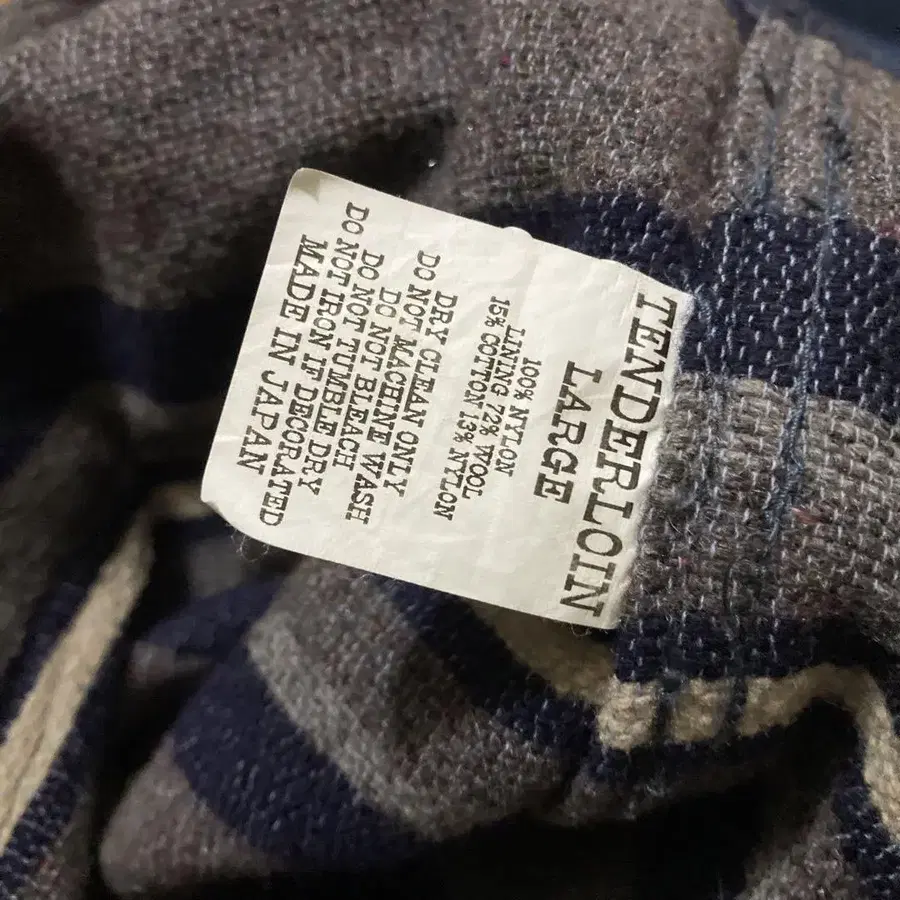 TENDERLOIN
LARGE
100% NYLON
LINING 72% WOOL
15% COTTON 13% NYLON
DRY CLEAN ONLY
DO NOT MACHINE WASH
DO NOT BLEACH
DO NOT TUMBLE DRY
DO NOT IRON IF DECORATED
MADE IN JAPAN